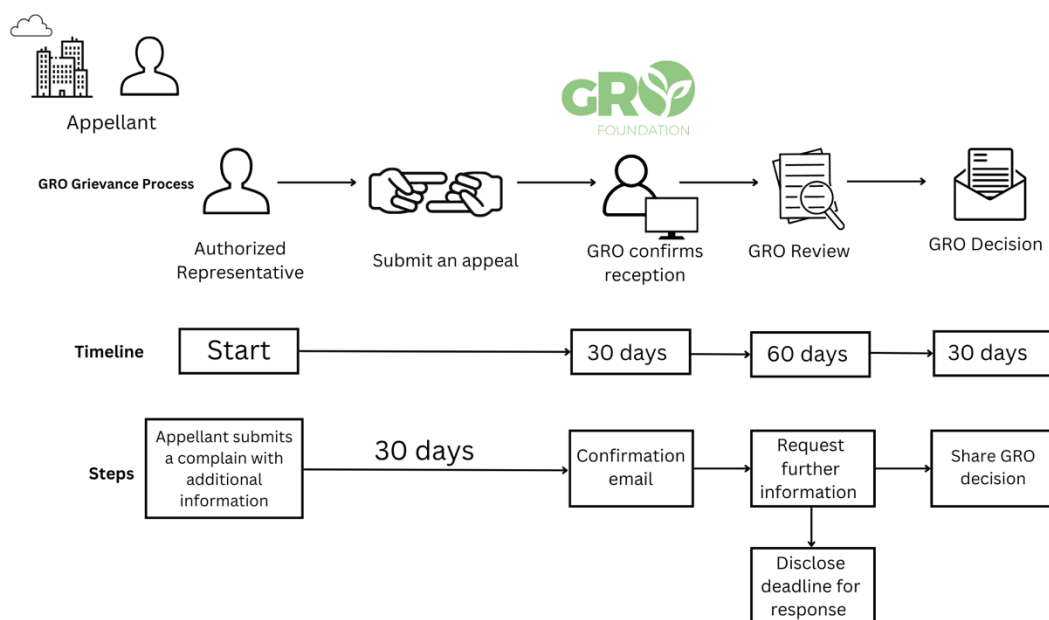 Appellant
GRO
FOUNDATION
GRO Grievance Process
Authorized
Representative
Submit an appeal
GRO confirms
reception
GRO Review
GRO Decision
Timeline
Start
30 days
60 days
30 days
Steps
Appellant submits
a complain with
additional
information
30 days
Confirmation
email
Request
further
information
Share GRO
decision
Disclose
deadline for
response